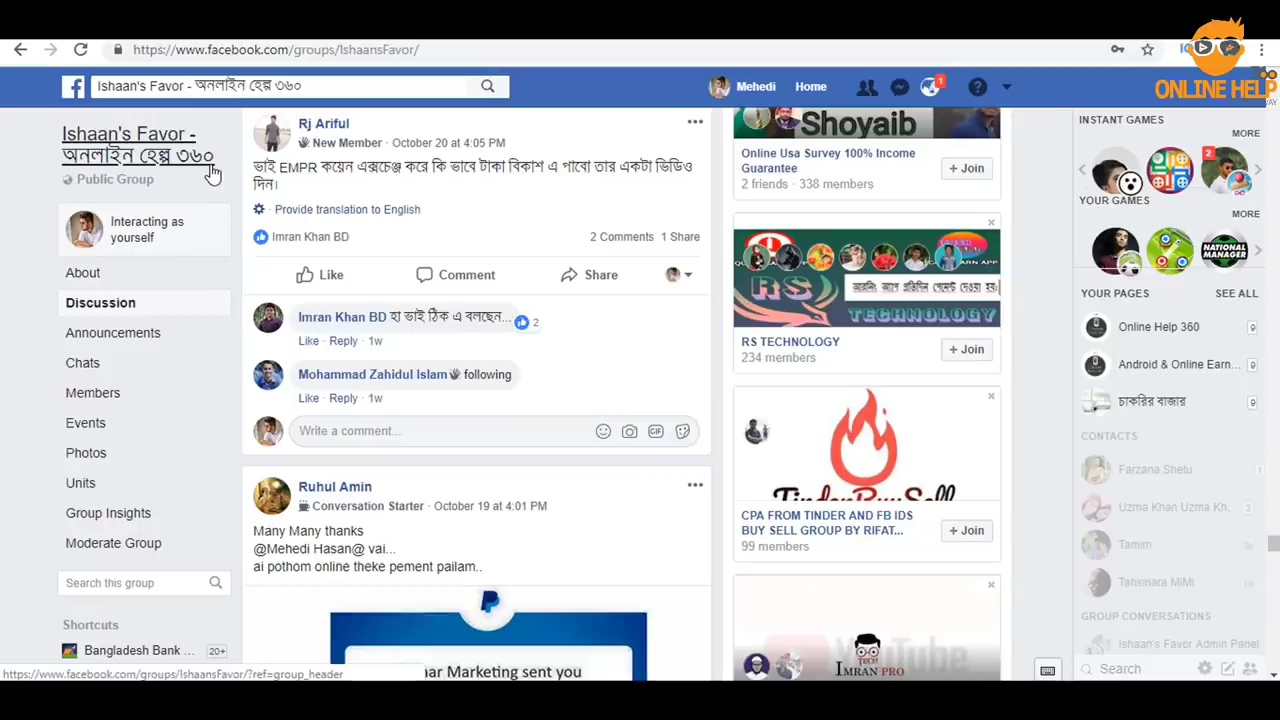 https://www.facebook.com/groups/IshaansFavor/
ONLINE HELP
Ishaan's Favor - অনলাইন হেল্প ৩৬০
Mehedi
Home
1
Ishaan's Favor -
অনলাইন হেল্প ৩৬০
Public Group
Interacting as
yourself
About
Discussion
Announcements
Chats
Members
Events
Photos
Units
Group Insights
Moderate Group
Search this group
Shortcuts
Bangladesh Bank ... 20+
https://www.facebook.com/groups/IshaansFavor/?ref=group_header
Rj Ariful
New Member · October 20 at 4:05 PM
ভাই EMPR কয়েন এক্সচেঞ্জ করে কি ভাবে টাকা বিকাশ এ পাবো তার একটা ভিডিও
দিন।
Provide translation to English
Imran Khan BD
2 Comments 1 Share
Like
Comment
Share
Imran Khan BD হা ভাই ঠিক এ বলছেন...
2
Like · Reply · 1w
Mohammad Zahidul Islam following
Like · Reply · 1w
Write a comment...
GIF
Ruhul Amin
Conversation Starter · October 19 at 4:01 PM
Many Many thanks
@Mehedi Hasan@ vai...
ai pothom online theke pement pailam..
ar Marketing sent you
Shoyaib
Online Usa Survey 100% Income
Guarantee
2 friends · 338 members
+ Join
RS
TECHNOLOGY
RS TECHNOLOGY
234 members
+ Join
TinderBuySell
CPA FROM TINDER AND FB IDS
BUY SELL GROUP BY RIFAT...
99 members
+ Join
YouTube
TECH
IMRAN PRO
INSTANT GAMES
MORE
2
YOUR GAMES
MORE
NATIONAL
MANAGER
YOUR PAGES
SEE ALL
Online Help 360 9
Android & Online Earn... 9
চাকরির বাজার 9
CONTACTS
Farzana Shetu
Uzma Khan Uzma Kh...
Tamim
Tahsinara MiMi
GROUP CONVERSATIONS
Ishaan's Favor Admin Panel
Search